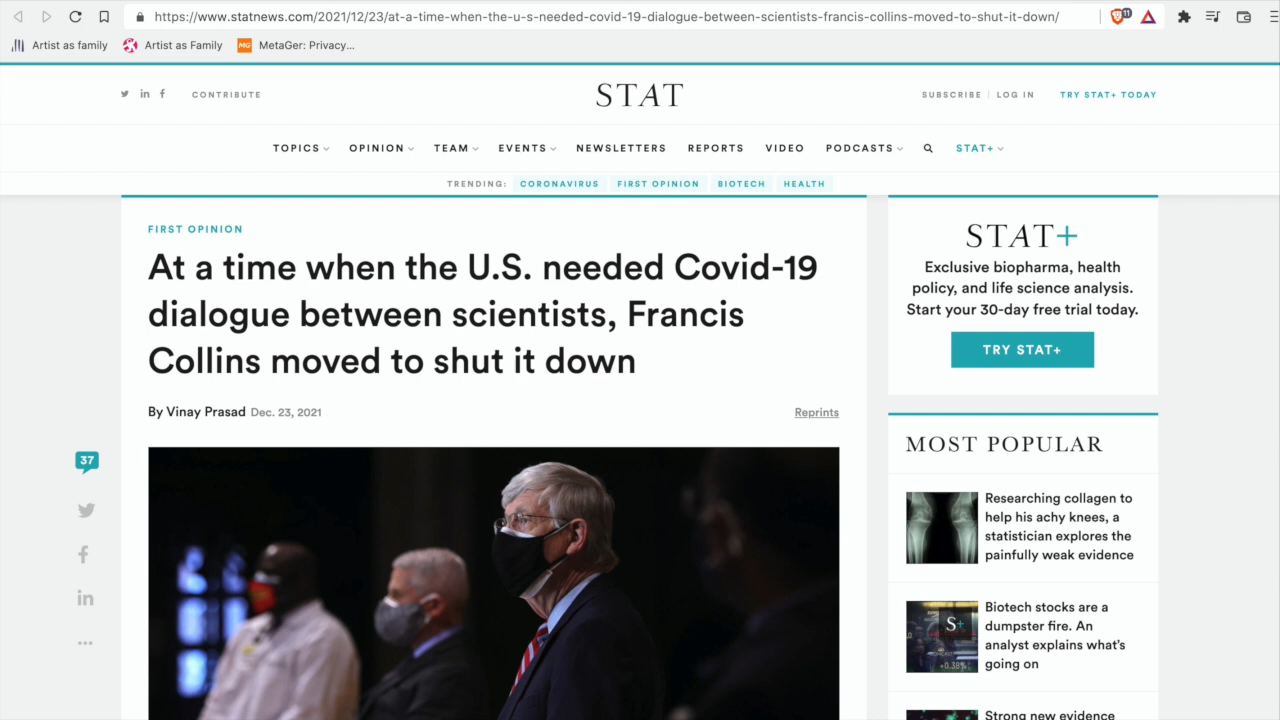 https://www.statnews.com/2021/12/23/at-a-time-when-the-u-s-needed-covid-19-dialogue-between-scientists-francis-collins-moved-to-shut-it-down/
11
Artist as family
Artist as Family
MG
MetaGer: Privacy...
CONTRIBUTE
STAT
SUBSCRIBE | LOG IN
TRY STAT+ TODAY
TOPICS
OPINION
TEAM
EVENTS
NEWSLETTERS
REPORTS
VIDEO
PODCASTS
STAT+
TRENDING: CORONAVIRUS FIRST OPINION BIOTECH HEALTH
FIRST OPINION
At a time when the U.S. needed Covid-19
dialogue between scientists, Francis
Collins moved to shut it down
By Vinay Prasad Dec. 23, 2021
Reprints
37
STAT+
Exclusive biopharma, health
policy, and life science analysis.
Start your 30-day free trial today.
TRY STAT+
MOST POPULAR
Researching collagen to
help his achy knees, a
statistician explores the
painfully weak evidence
S+
+0.38%
Biotech stocks are a
dumpster fire. An
analyst explains what's
going on
Strong new evidence